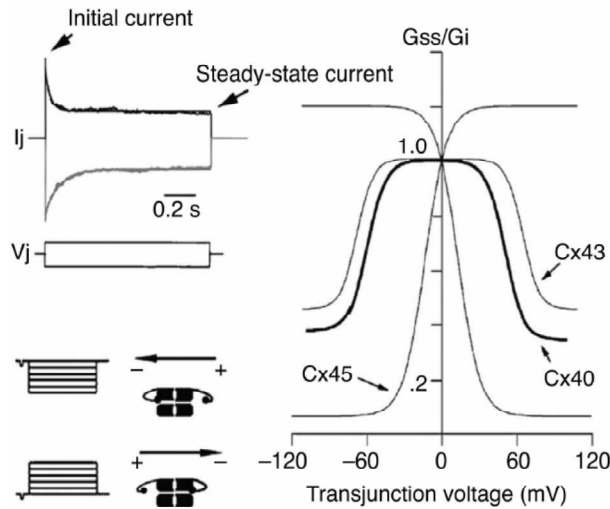 Initial current
Steady-state current
Ij
0.2 s
Vj
– +
+ –
Gss/Gi
1.0
Cx43
Cx40
Cx45
.2
–120 –60 0 60 120
Transjunction voltage (mV)